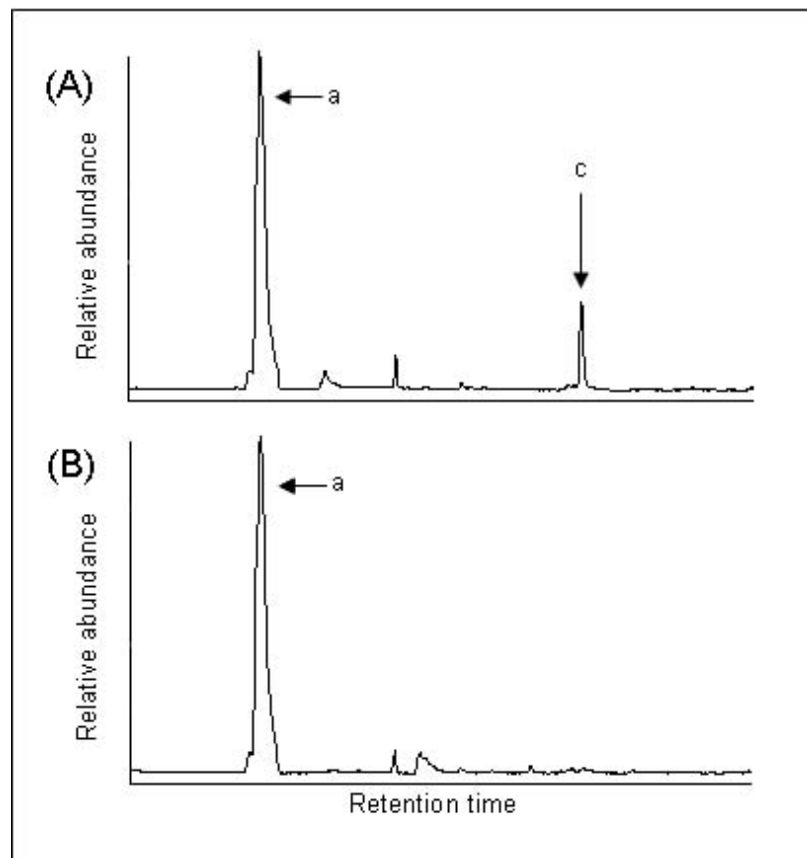 (A)
a
c
Relative abundance
(B)
a
Relative abundance
Retention time